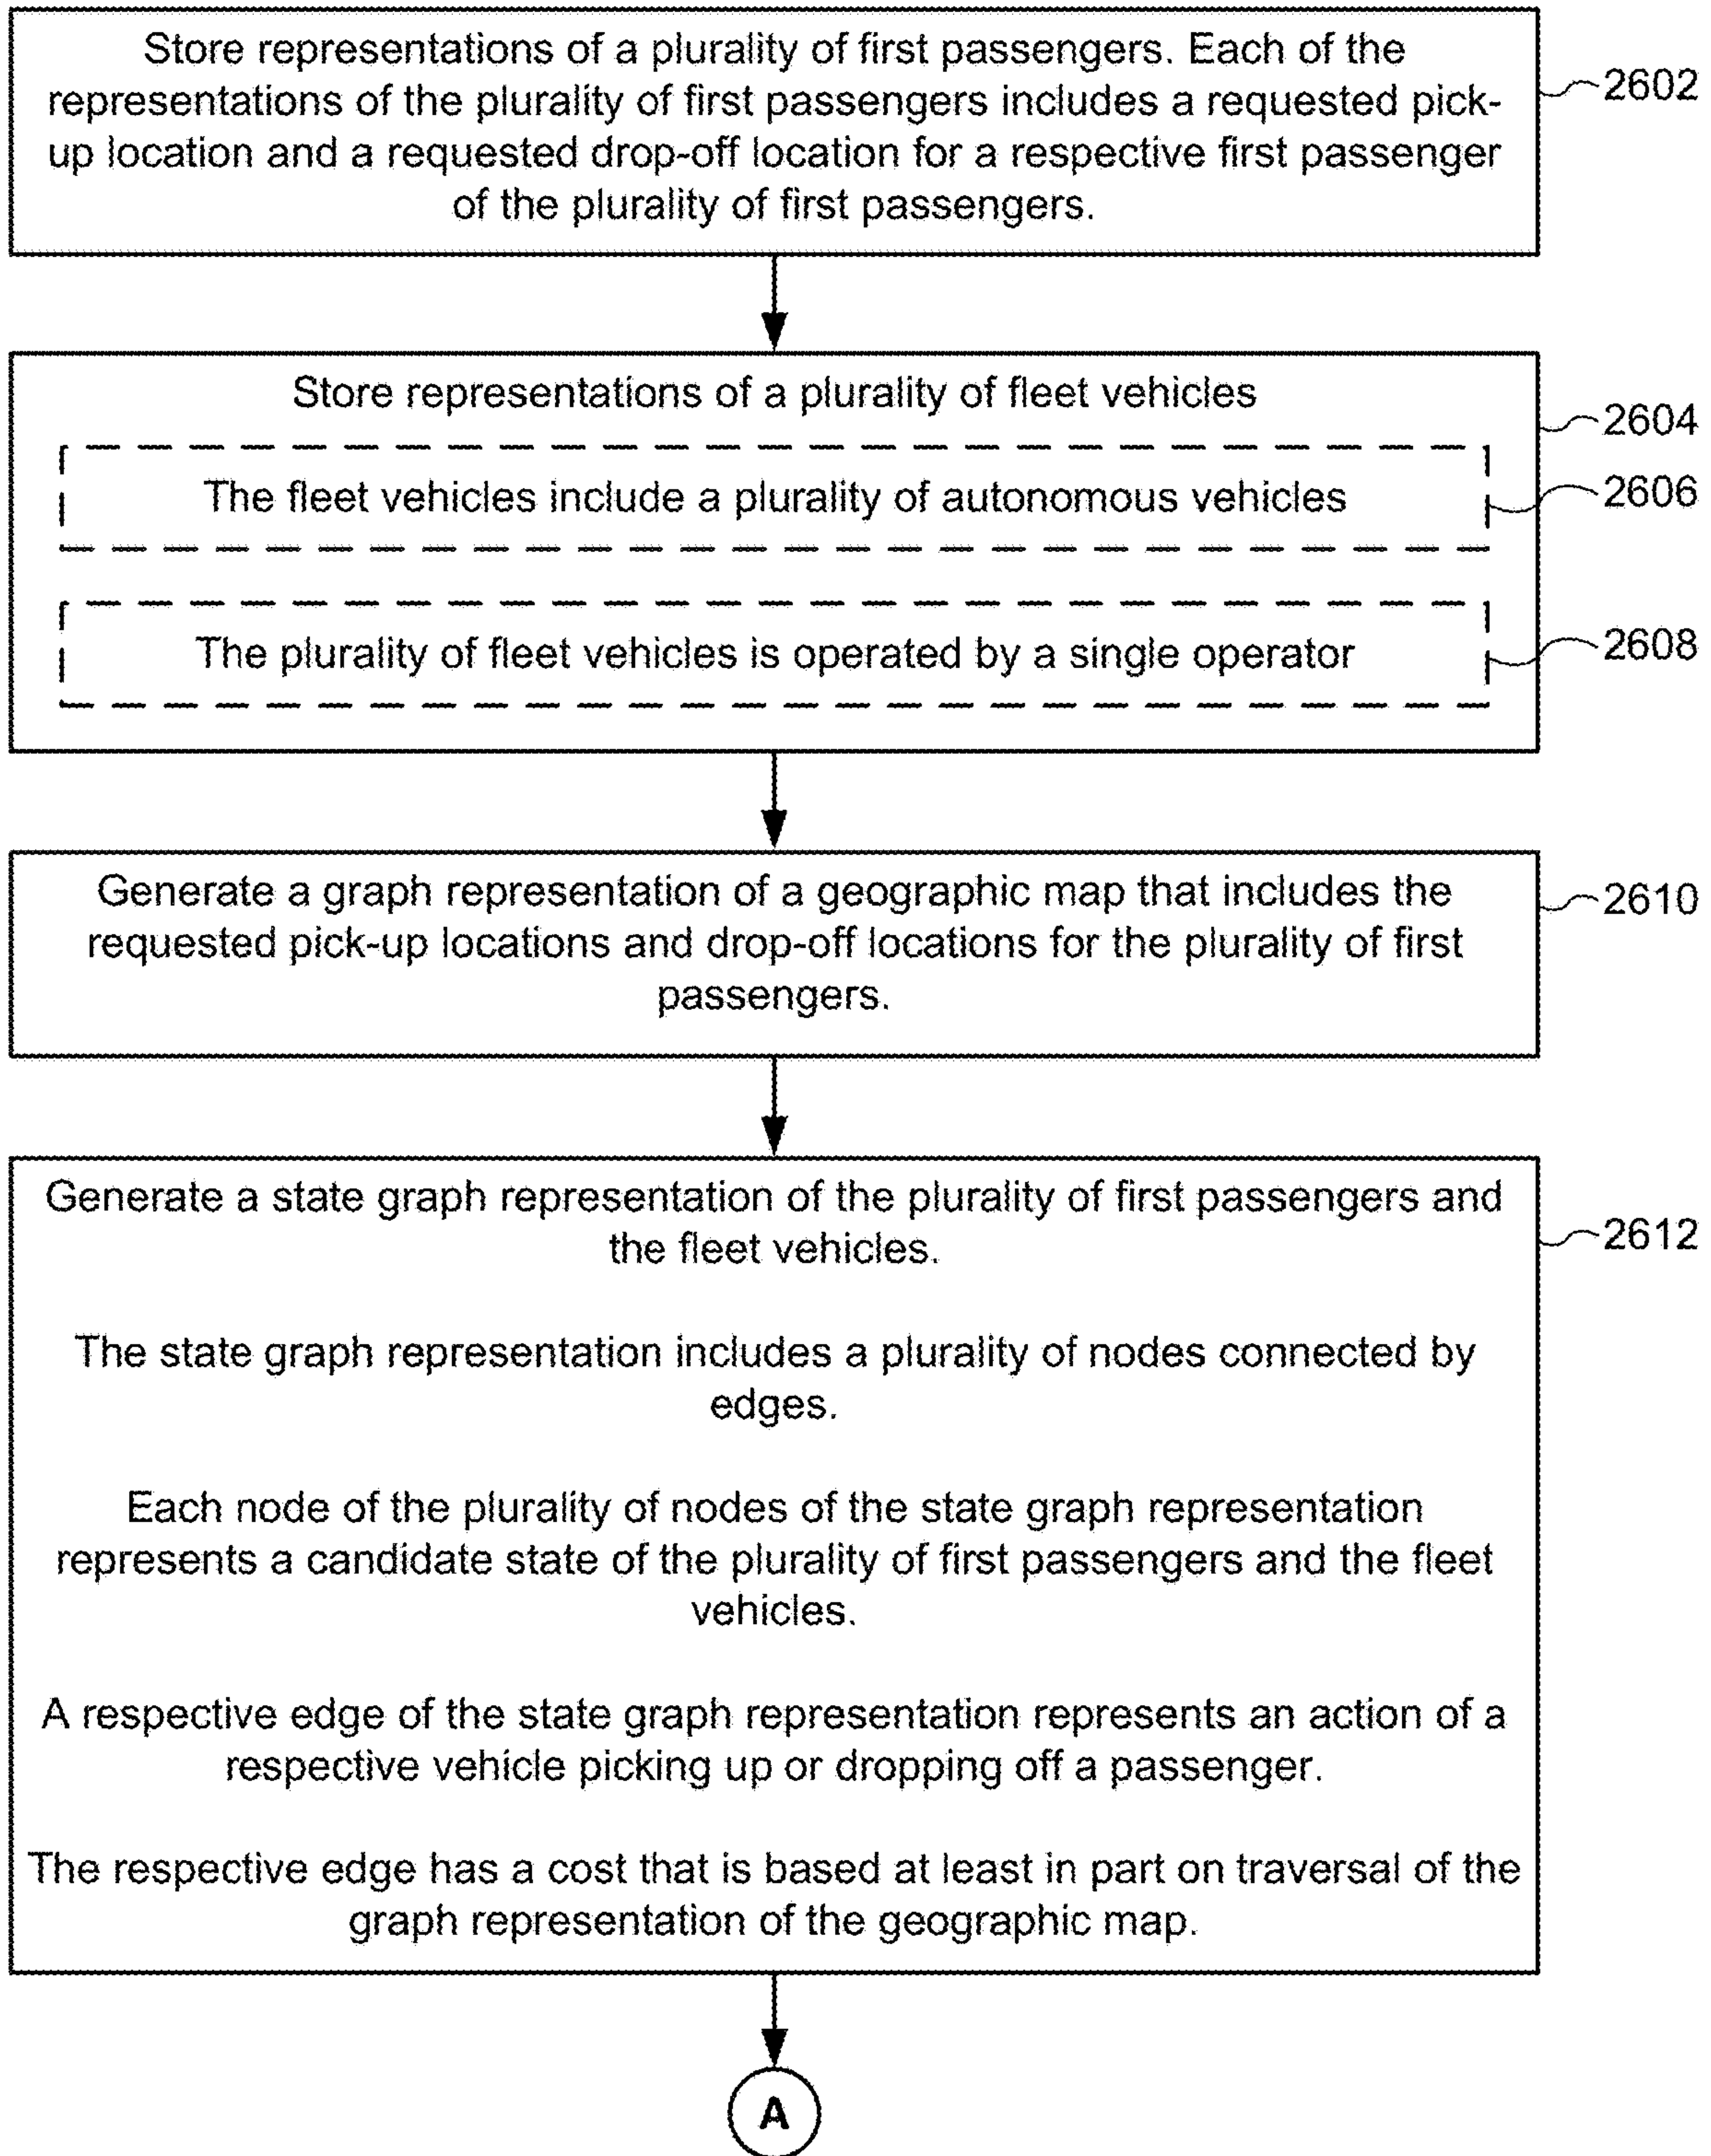 Store representations of a plurality of first passengers. Each of the
representations of the plurality of first passengers includes a requested pick-
up location and a requested drop-off location for a respective first passenger
of the plurality of first passengers.
2602
Store representations of a plurality of fleet vehicles
2604
The fleet vehicles include a plurality of autonomous vehicles
2606
The plurality of fleet vehicles is operated by a single operator
2608
Generate a graph representation of a geographic map that includes the
requested pick-up locations and drop-off locations for the plurality of first
passengers.
2610
Generate a state graph representation of the plurality of first passengers and
the fleet vehicles.
2612
The state graph representation includes a plurality of nodes connected by
edges.
Each node of the plurality of nodes of the state graph representation
represents a candidate state of the plurality of first passengers and the fleet
vehicles.
A respective edge of the state graph representation represents an action of a
respective vehicle picking up or dropping off a passenger.
The respective edge has a cost that is based at least in part on traversal of the
graph representation of the geographic map.
A